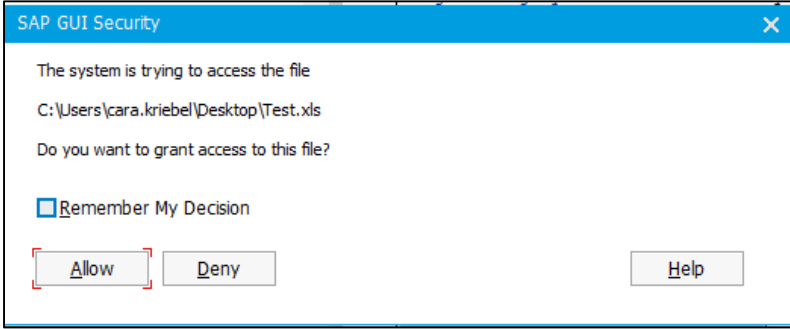 SAP GUI Security
The system is trying to access the file
C:\Users\cara.kriebel\Desktop\Test.xls
Do you want to grant access to this file?
Remember My Decision
Allow Deny Help